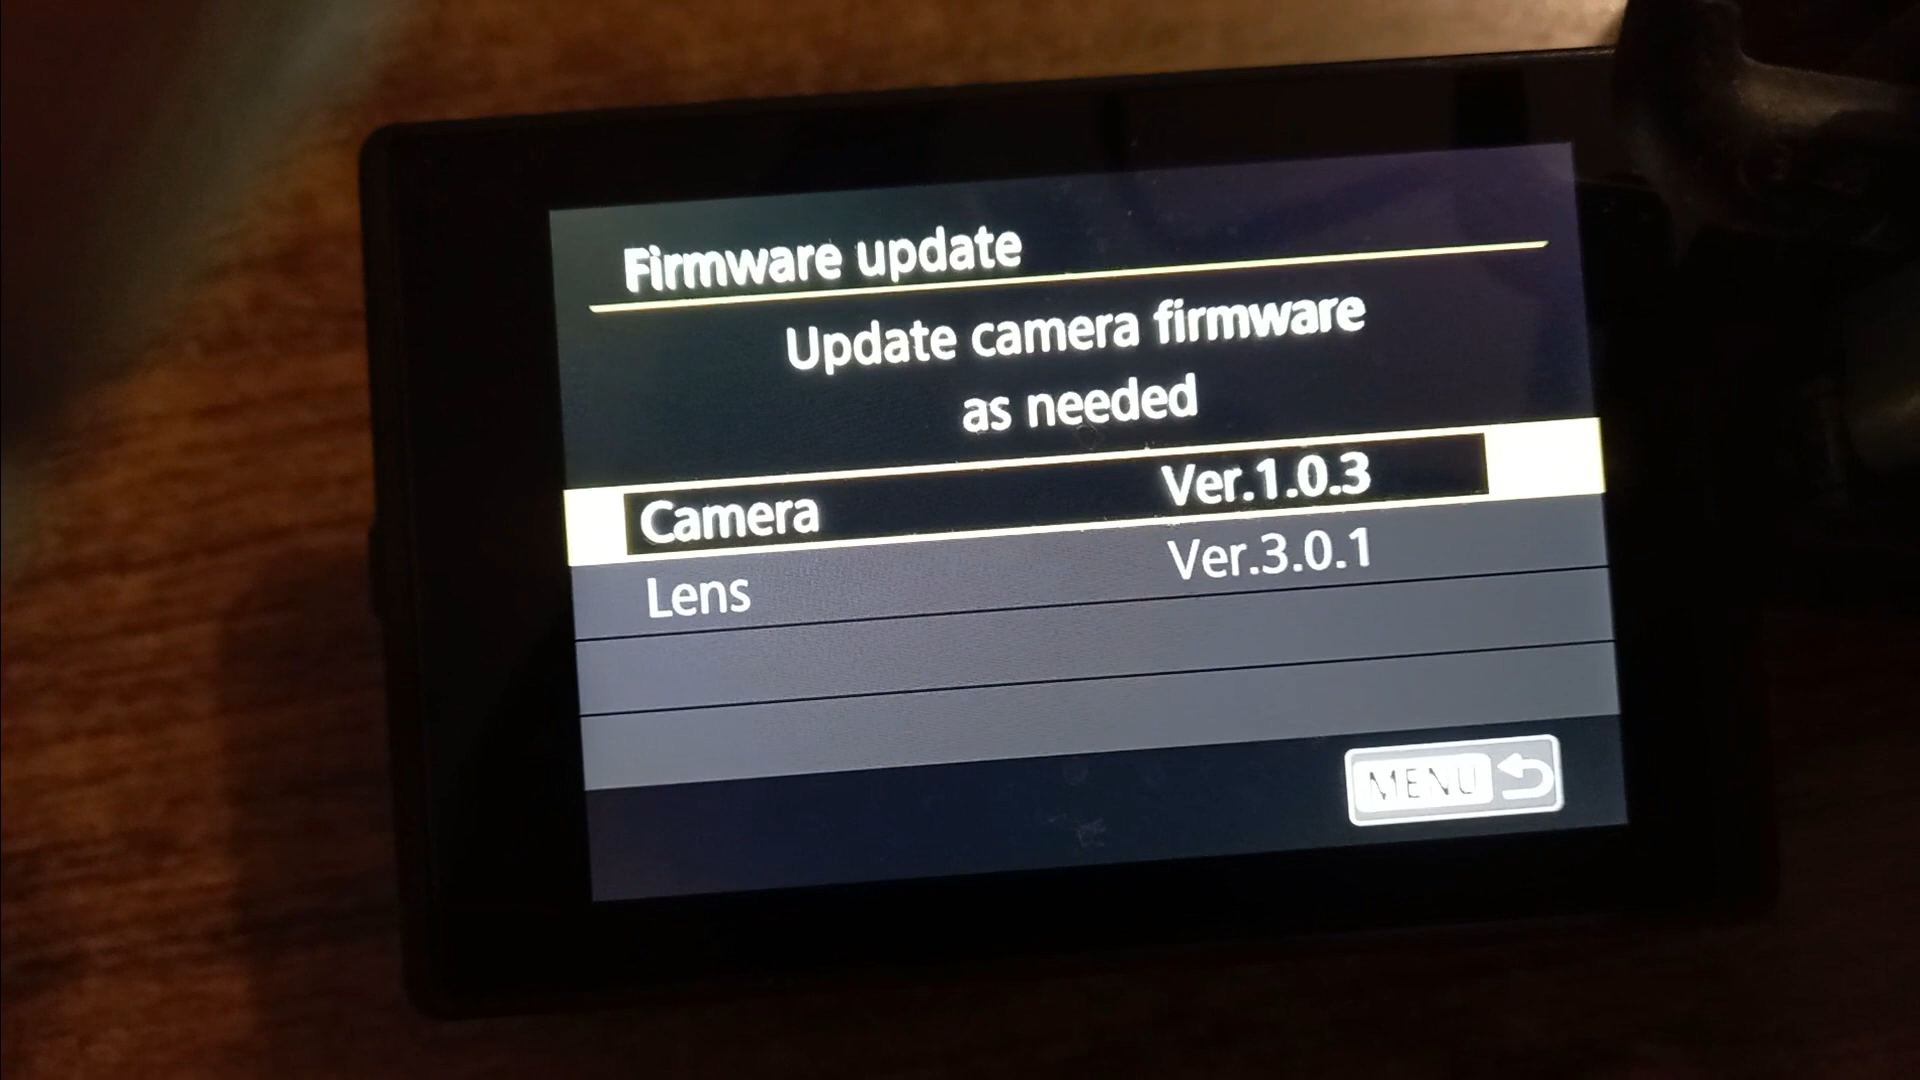 Firmware update
Update camera firmware
as needed
Camera Ver.1.0.3
Lens Ver.3.0.1
MENU